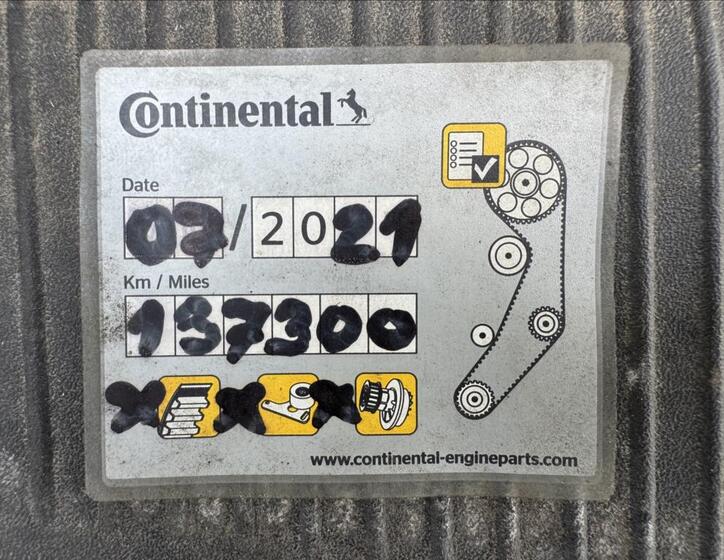 Continental
Date
07/2021
Km / Miles
137300
X X X
www.continental-engineparts.com